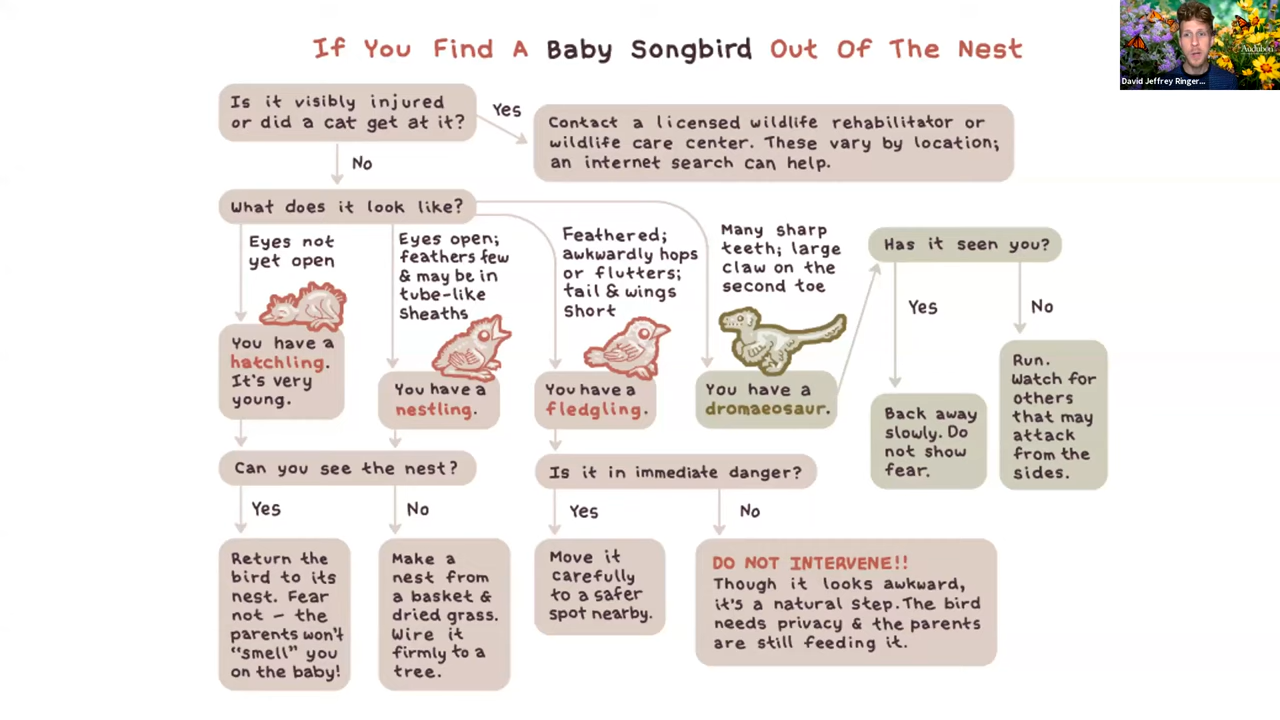 If You Find A Baby Songbird Out Of The Nest
Audubon
David Jeffrey Ringer...
Is it visibly injured
or did a cat get at it?
Yes
Contact a licensed wildlife rehabilitator or
wildlife care center. These vary by location;
an internet search can help.
No
What does it look like?
Eyes not
yet open
Eyes open;
feathers few
& may be in
tube-like
sheaths
Feathered;
awkwardly hops
or flutters;
tail & wings
short
Many sharp
teeth; large
claw on the
second toe
Has it seen you?
Yes
No
You have a
hatchling.
It's very
young.
You have a
nestling.
You have a
fledgling.
You have a
dromaeosaur.
Back away
slowly. Do
not show
fear.
Run.
Watch for
others
that may
attack
from the
sides.
Can you see the nest?
Yes
No
Is it in immediate danger?
Yes
No
Return the
bird to its
nest. Fear
not – the
parents won't
"smell" you
on the baby!
Make a
nest from
a basket &
dried grass.
Wire it
firmly to a
tree.
Move it
carefully
to a safer
spot nearby.
DO NOT INTERVENE!!
Though it looks awkward,
it's a natural step. The bird
needs privacy & the parents
are still feeding it.